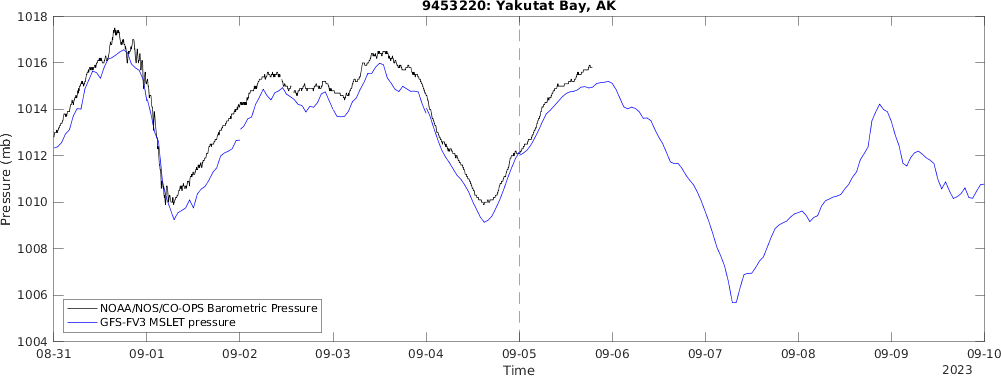 9453220: Yakutat Bay, AK
Pressure (mb)
1018
1016
1014
1012
1010
1008
1006
1004
NOAA/NOS/CO-OPS Barometric Pressure
GFS-FV3 MSLET pressure
08-31 09-01 09-02 09-03 09-04 09-05 09-06 09-07 09-08 09-09 09-10
Time
2023